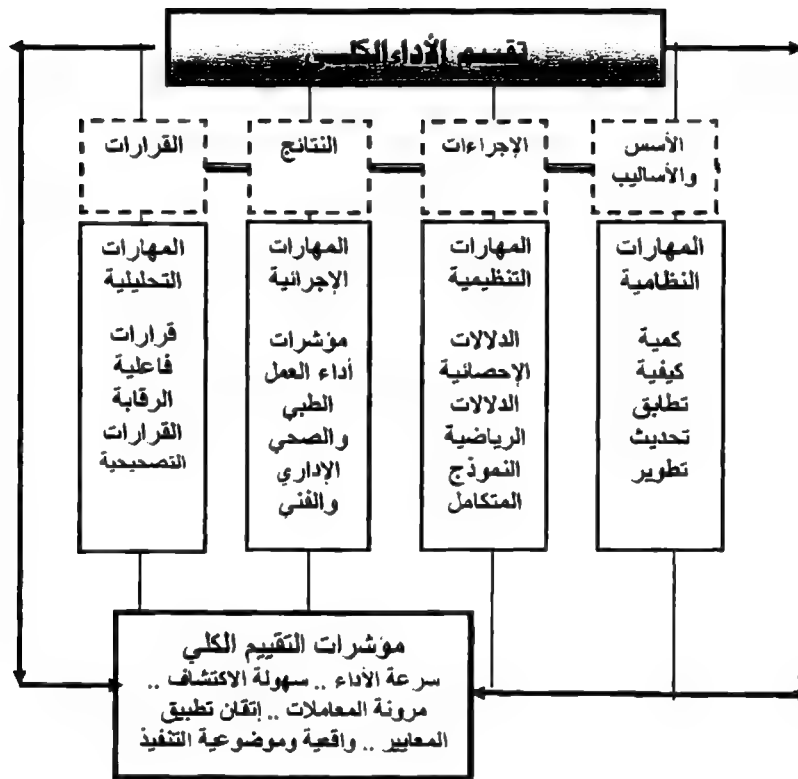 تقييم الأداء الكلي
الأسس
والأساليب
الإجراءات
النتائج
القرارات
المهارات
النظامية
كمية
كيفية
تطابق
تحديث
تطوير
المهارات
التنظيمية
الدلالات
الإحصائية
الدلالات
الرياضية
النموذج
المتكامل
المهارات
الإجرائية
مؤشرات
أداء العمل
الطبي
والصحي
الإداري
والفني
المهارات
التحليلية
قرارات
فاعلية
الرقابة
القرارات
التصحيحية
مؤشرات التقييم الكلي
سرعة الأداء .. سهولة الاكتشاف ..
مرونة المعاملات .. إتقان تطبيق
المعايير .. واقعية وموضوعية التنفيذ